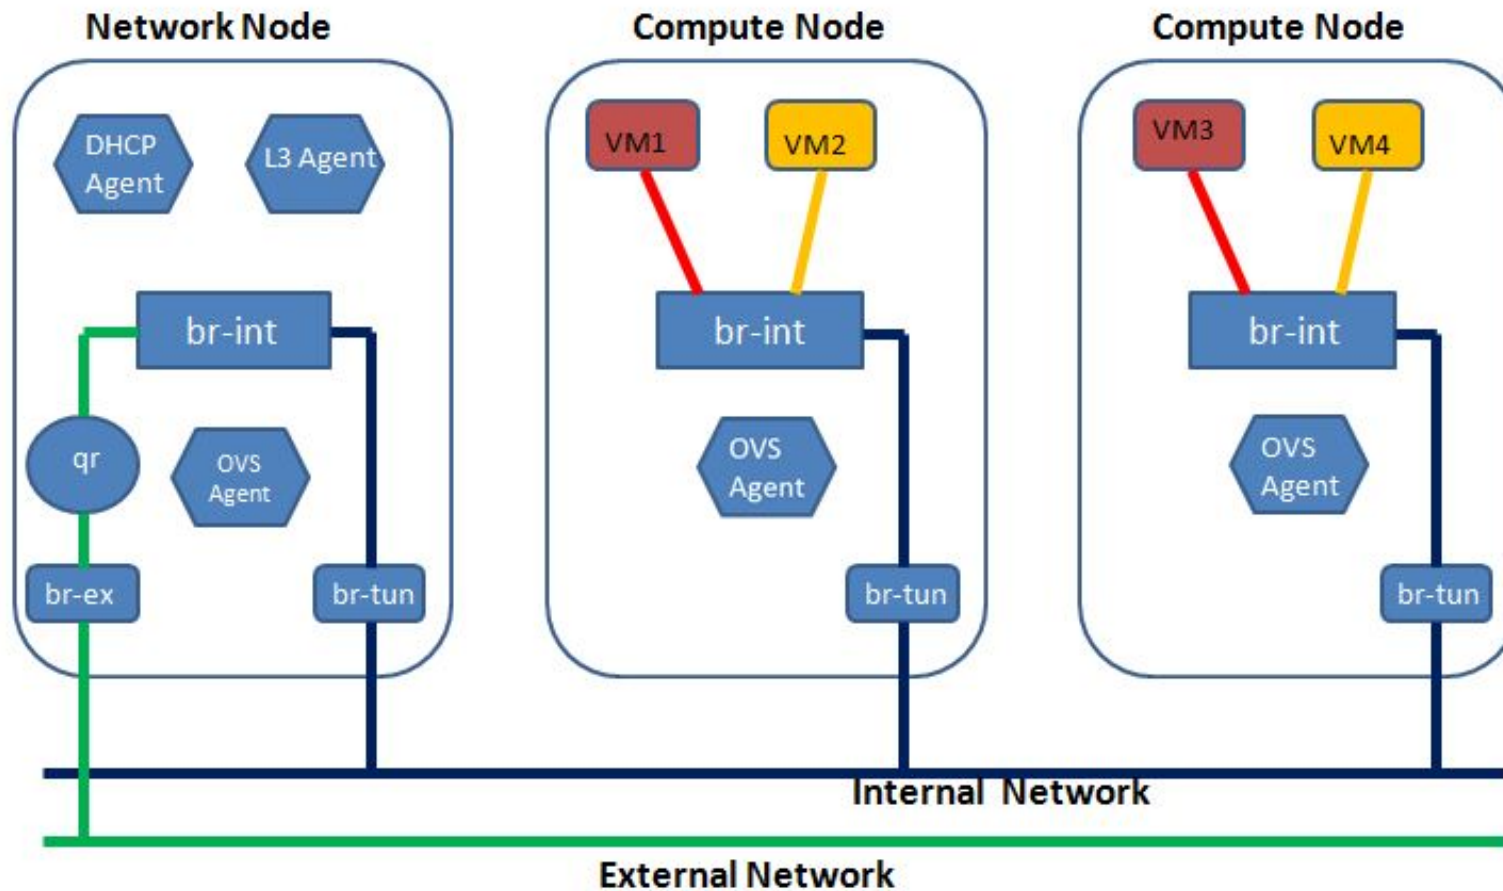 Network Node
Compute Node
Compute Node
DHCP
Agent
L3 Agent
VM1
VM2
VM3
VM4
br-int
br-int
br-int
qr
OVS
Agent
OVS
Agent
OVS
Agent
br-ex
br-tun
br-tun
br-tun
Internal Network
External Network